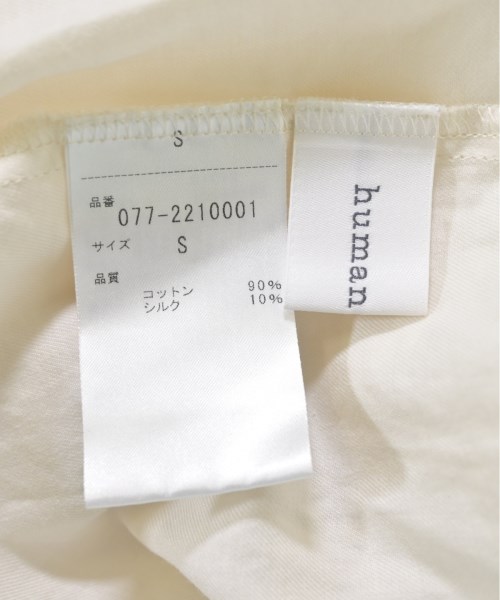 S
品番
077-2210001
サイズ S
品質
コットン 90%
シルク 10%
human